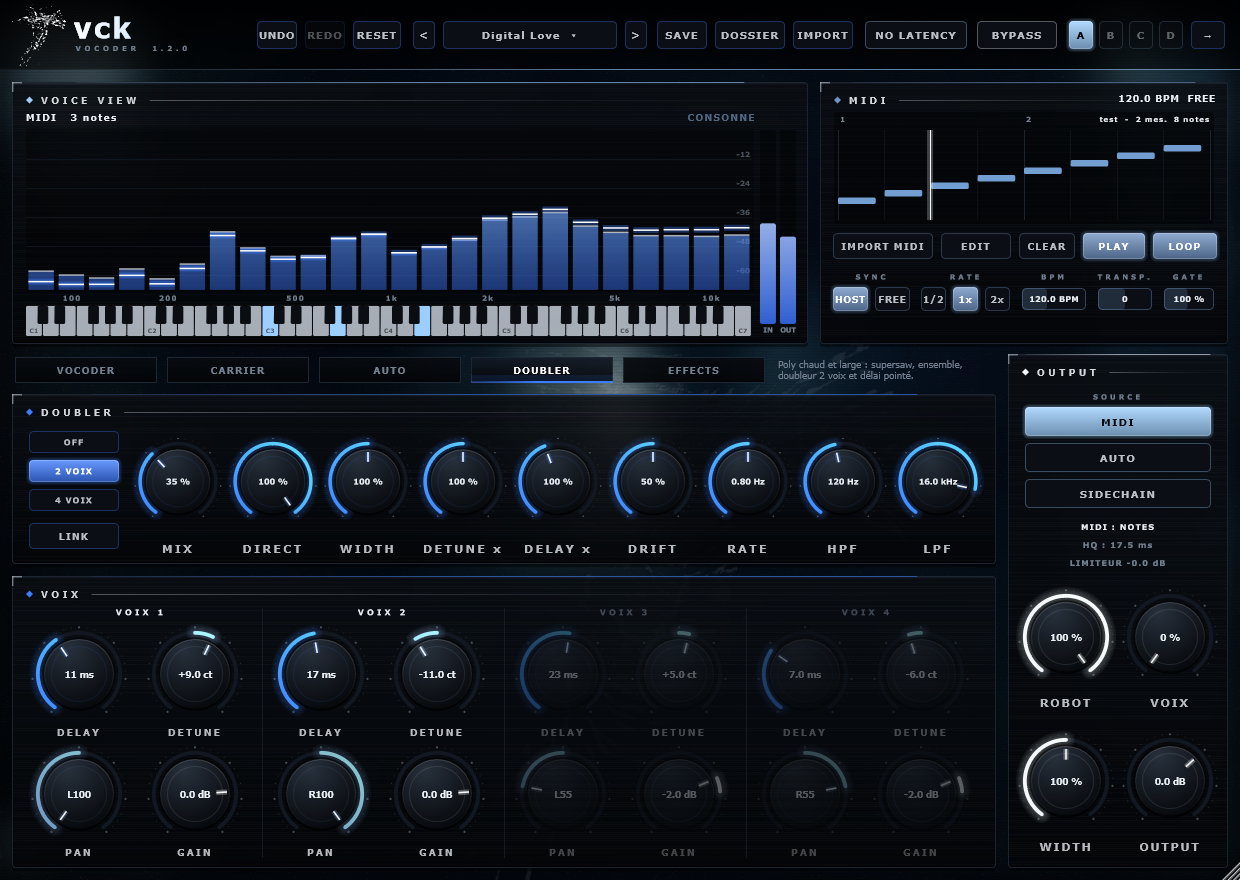 vck
VOCODER 1.2.0
UNDO REDO RESET < Digital Love > SAVE DOSSIER IMPORT NO LATENCY BYPASS A B C D →
VOICE VIEW
MIDI 3 notes
CONSONNE
-12
-24
-36
-48
-60
100 200 500 1k 2k 5k 10k
C1 C2 C3 C4 C5 C6 C7
IN OUT
MIDI
120.0 BPM FREE
1 2 test - 2 mes. 8 notes
IMPORT MIDI EDIT CLEAR PLAY LOOP
SYNC RATE BPM TRANSP. GATE
HOST FREE 1/2 1x 2x 120.0 BPM 0 100 %
VOCODER CARRIER AUTO DOUBLER EFFECTS
Poly chaud et large : supersaw, ensemble,
doubleur 2 voix et délai pointé.
DOUBLER
OFF
2 VOIX
4 VOIX
LINK
35 % 100 % 100 % 100 % 100 % 50 % 0.80 Hz 120 Hz 16.0 kHz
MIX DIRECT WIDTH DETUNE x DELAY x DRIFT RATE HPF LPF
VOIX
VOIX 1 VOIX 2 VOIX 3 VOIX 4
11 ms +9.0 ct 17 ms -11.0 ct 23 ms +5.0 ct 7.0 ms -6.0 ct
DELAY DETUNE DELAY DETUNE DELAY DETUNE DELAY DETUNE
L100 0.0 dB R100 0.0 dB L55 -2.0 dB R55 -2.0 dB
PAN GAIN PAN GAIN PAN GAIN PAN GAIN
OUTPUT
SOURCE
MIDI
AUTO
SIDECHAIN
MIDI : NOTES
HQ : 17.5 ms
LIMITEUR -0.0 dB
100 % 0 %
ROBOT VOIX
100 % 0.0 dB
WIDTH OUTPUT